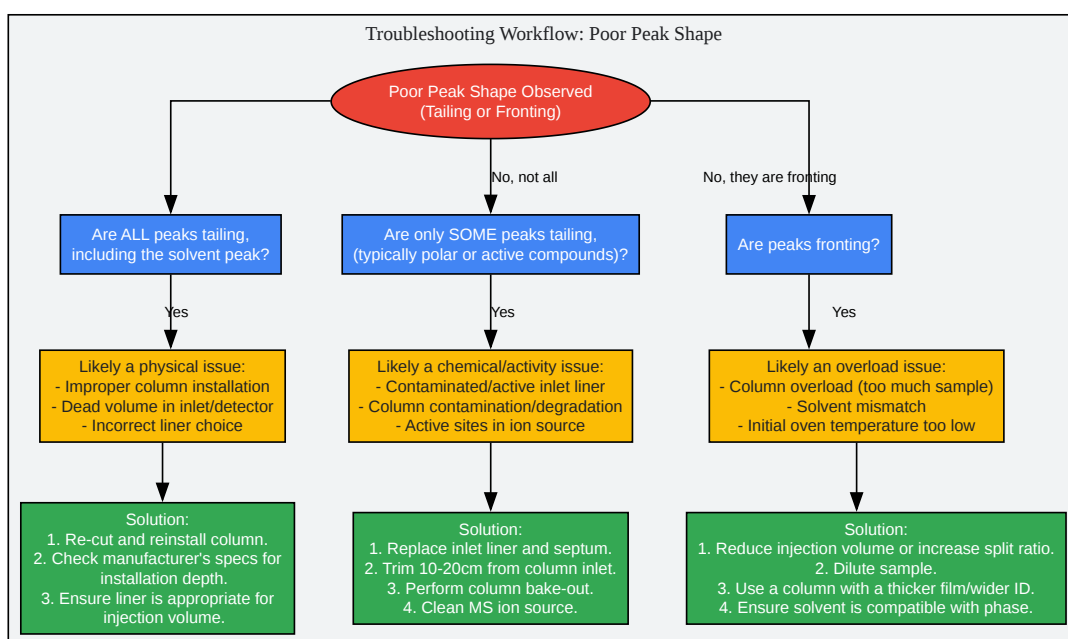 Troubleshooting Workflow: Poor Peak Shape
Poor Peak Shape Observed
(Tailing or Fronting)
No, not all
No, they are fronting
Are ALL peaks tailing,
including the solvent peak?
Are only SOME peaks tailing,
(typically polar or active compounds)?
Are peaks fronting?
Yes
Yes
Yes
Likely a physical issue:
- Improper column installation
- Dead volume in inlet/detector
- Incorrect liner choice
Likely a chemical/activity issue:
- Contaminated/active inlet liner
- Column contamination/degradation
- Active sites in ion source
Likely an overload issue:
- Column overload (too much sample)
- Solvent mismatch
- Initial oven temperature too low
Solution:
1. Re-cut and reinstall column.
2. Check manufacturer's specs for
installation depth.
3. Ensure liner is appropriate for
injection volume.
Solution:
1. Replace inlet liner and septum.
2. Trim 10-20cm from column inlet.
3. Perform column bake-out.
4. Clean MS ion source.
Solution:
1. Reduce injection volume or increase split ratio.
2. Dilute sample.
3. Use a column with a thicker film/wider ID.
4. Ensure solvent is compatible with phase.